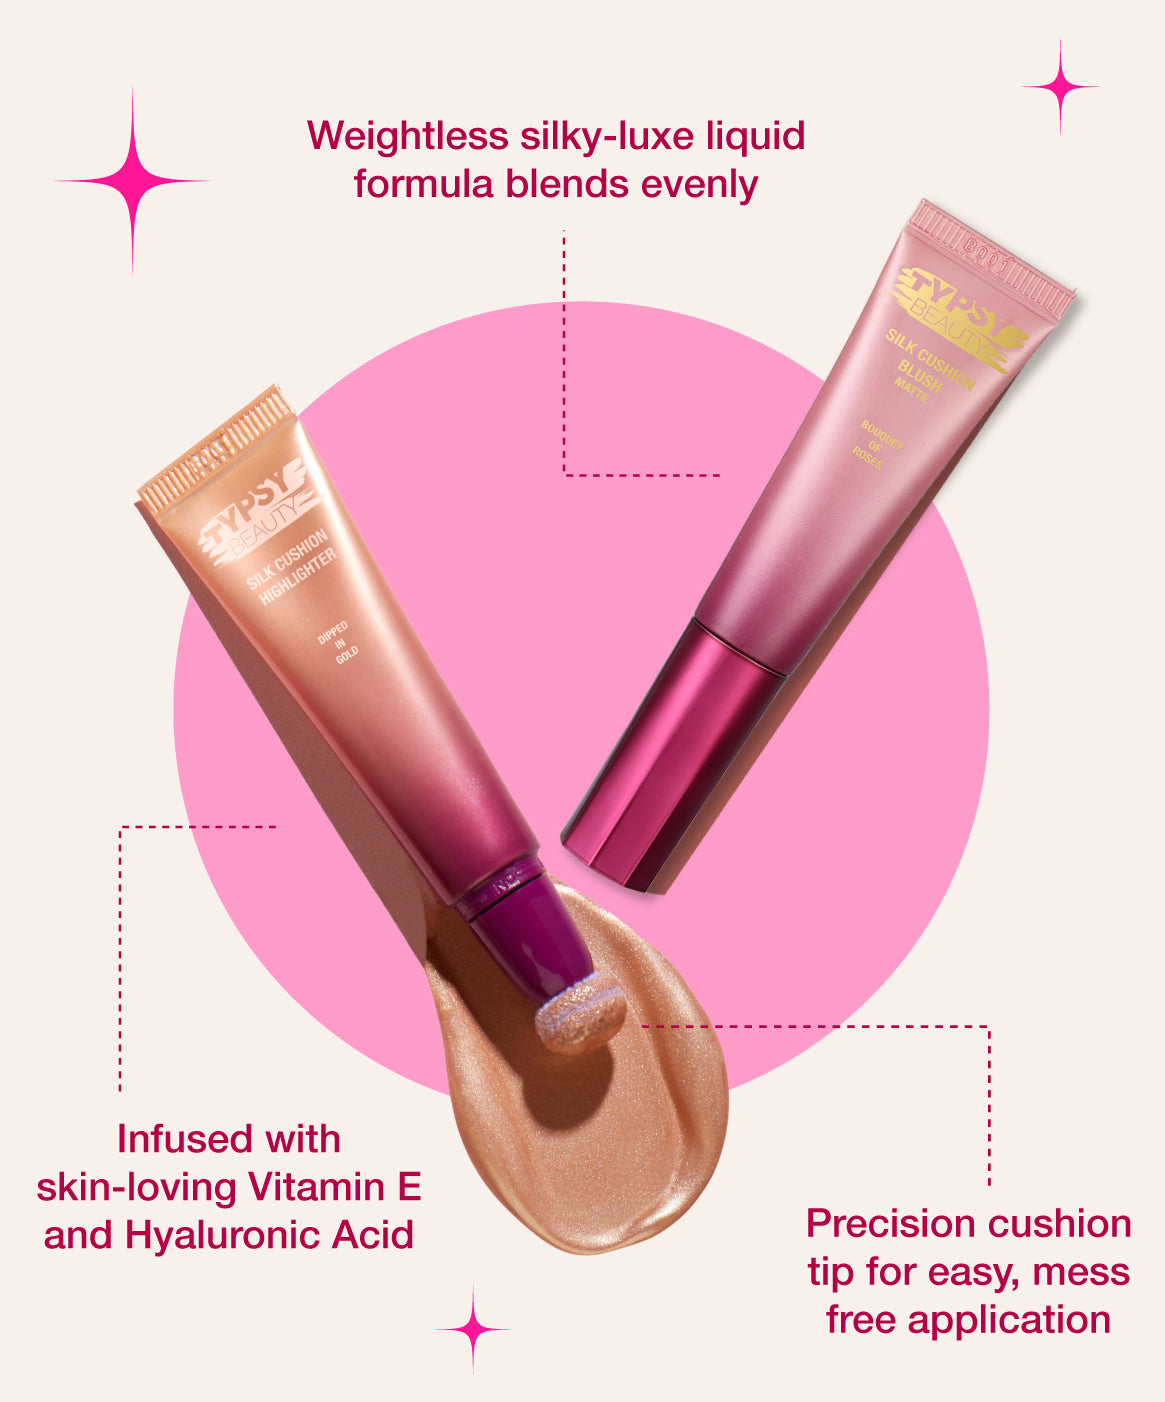 Weightless silky-luxe liquid
formula blends evenly
B001
TYPSY
BEAUTY
SILK CUSHION
BLUSH
MATTE
BOUQUET
OF
ROSES
TYPSY
BEAUTY
SILK CUSHION
HIGHLIGHTER
DIPPED
IN
GOLD
Infused with
skin-loving Vitamin E
and Hyaluronic Acid
Precision cushion
tip for easy, mess
free application